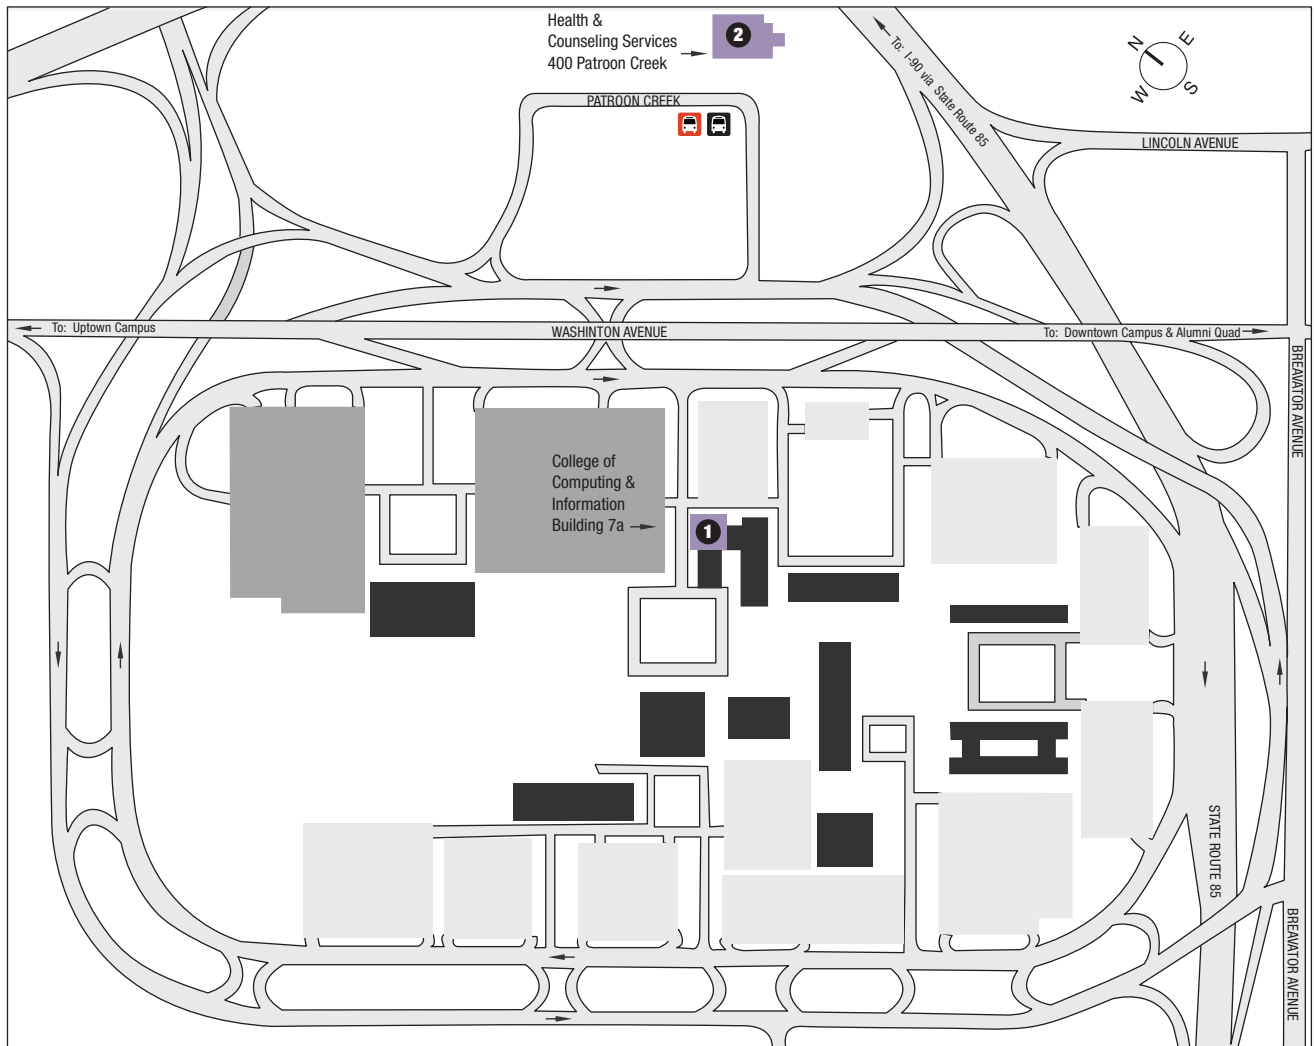 Health &
Counseling Services
400 Patroon Creek
2
N
E
W
S
To: I-90 via State Route 85
PATROON CREEK
LINCOLN AVENUE
To: Uptown Campus
WASHINTON AVENUE
To: Downtown Campus & Alumni Quad
BREAVATOR AVENUE
College of
Computing &
Information
Building 7a
1
STATE ROUTE 85
BREAVATOR AVENUE